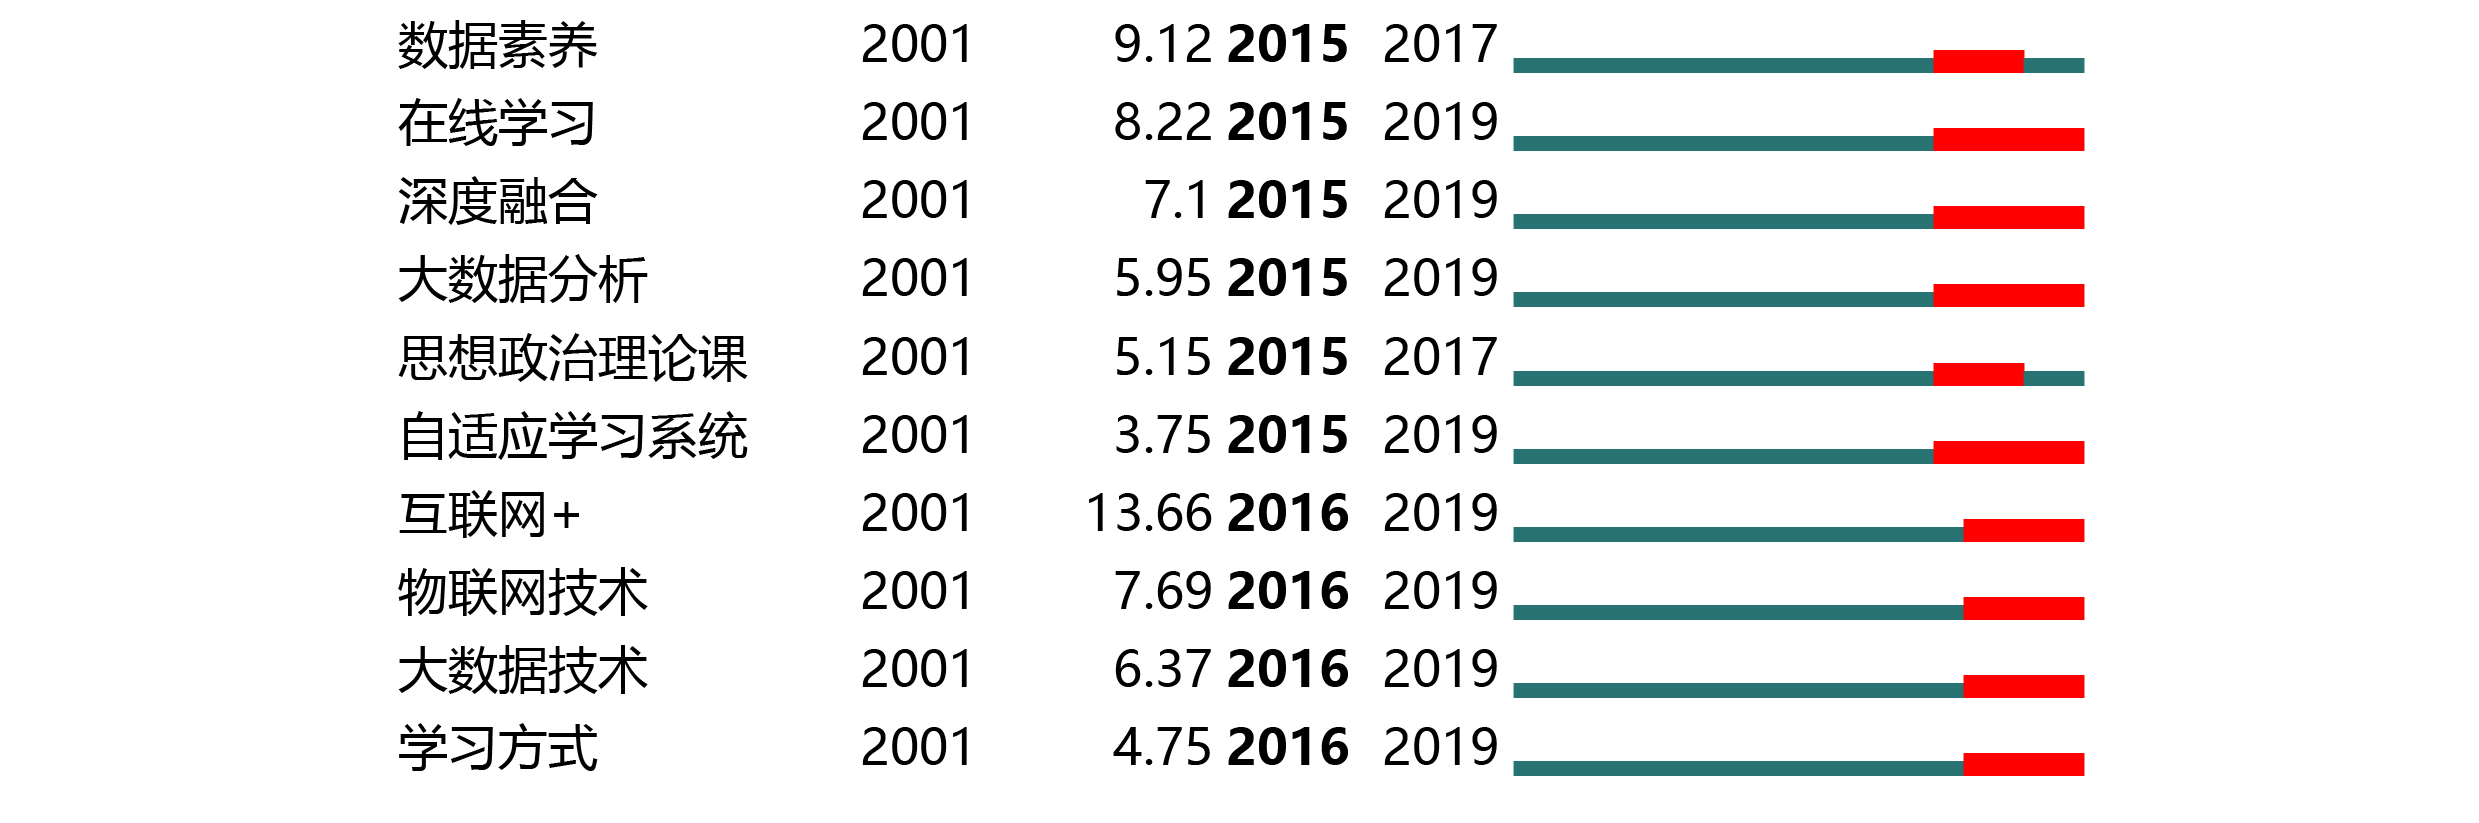 数据素养 2001 9.12 2015 2017
在线学习 2001 8.22 2015 2019
深度融合 2001 7.1 2015 2019
大数据分析 2001 5.95 2015 2019
思想政治理论课 2001 5.15 2015 2017
自适应学习系统 2001 3.75 2015 2019
互联网+ 2001 13.66 2016 2019
物联网技术 2001 7.69 2016 2019
大数据技术 2001 6.37 2016 2019
学习方式 2001 4.75 2016 2019